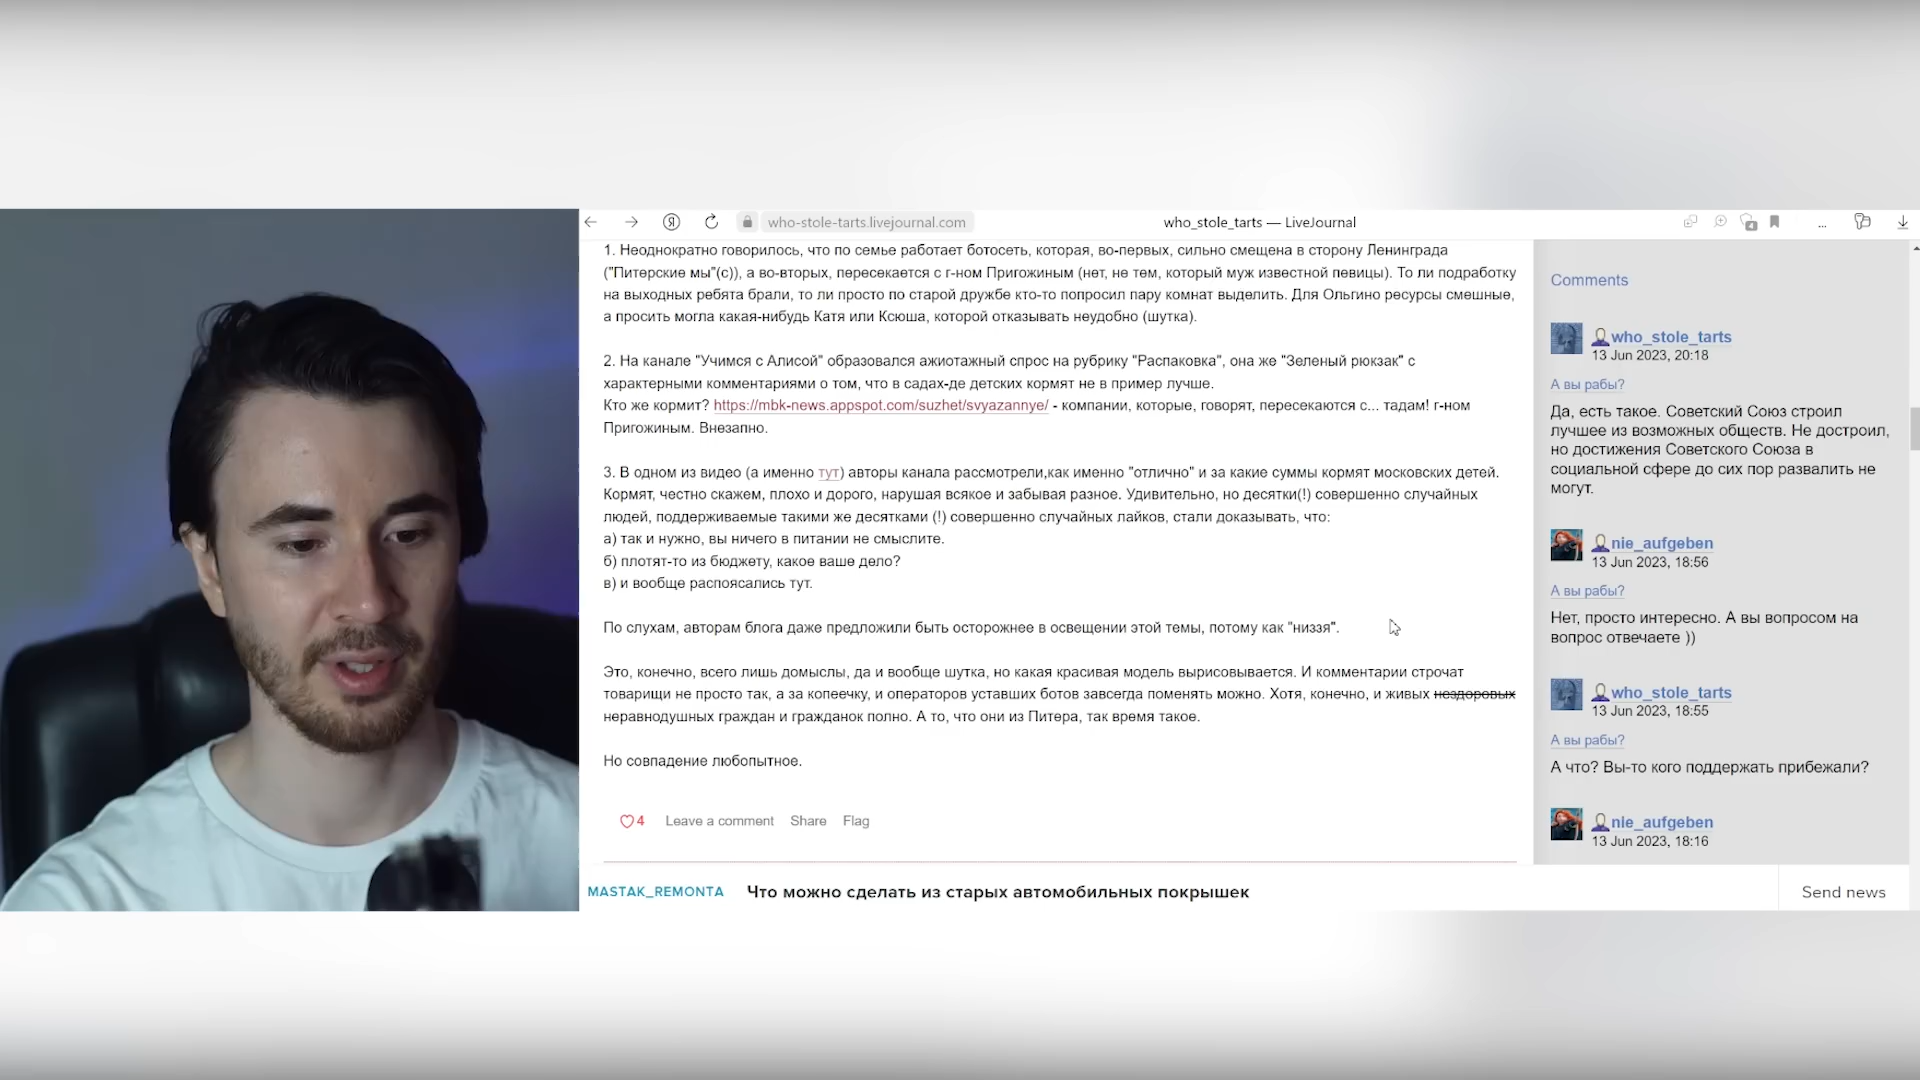 who-stole-tarts.livejournal.com
who_stole_tarts — LiveJournal
...
1. Неоднократно говорилось, что по семье работает ботосеть, которая, во-первых, сильно смещена в сторону Ленинграда
("Питерские мы"(с)), а во-вторых, пересекается с г-ном Пригожиным (нет, не тем, который муж известной певицы). То ли подработку
на выходных ребята брали, то ли просто по старой дружбе кто-то попросил пару комнат выделить. Для Ольгино ресурсы смешные,
а просить могла какая-нибудь Катя или Ксюша, которой отказывать неудобно (шутка).
2. На канале "Учимся с Алисой" образовался ажиотажный спрос на рубрику "Распаковка", она же "Зеленый рюкзак" с
характерными комментариями о том, что в садах-де детских кормят не в пример лучше.
Кто же кормит? https://mbk-news.appspot.com/suzhet/svyazannye/ - компании, которые, говорят, пересекаются с... тадам! г-ном
Пригожиным. Внезапно.
3. В одном из видео (а именно тут) авторы канала рассмотрели,как именно "отлично" и за какие суммы кормят московских детей.
Кормят, честно скажем, плохо и дорого, нарушая всякое и забывая разное. Удивительно, но десятки(!) совершенно случайных
людей, поддерживаемые такими же десятками (!) совершенно случайных лайков, стали доказывать, что:
а) так и нужно, вы ничего в питании не смыслите.
б) плотят-то из бюджету, какое ваше дело?
в) и вообще распоясались тут.
По слухам, авторам блога даже предложили быть осторожнее в освещении этой темы, потому как "низзя".
Это, конечно, всего лишь домыслы, да и вообще шутка, но какая красивая модель вырисовывается. И комментарии строчат
товарищи не просто так, а за копеечку, и операторов уставших ботов завсегда поменять можно. Хотя, конечно, и живых нездоровых
неравнодушных граждан и гражданок полно. А то, что они из Питера, так время такое.
Но совпадение любопытное.
4
Leave a comment
Share
Flag
Comments
who_stole_tarts
13 Jun 2023, 20:18
А вы рабы?
Да, есть такое. Советский Союз строил
лучшее из возможных обществ. Не достроил,
но достижения Советского Союза в
социальной сфере до сих пор развалить не
могут.
nie_aufgeben
13 Jun 2023, 18:56
А вы рабы?
Нет, просто интересно. А вы вопросом на
вопрос отвечаете ))
who_stole_tarts
13 Jun 2023, 18:55
А вы рабы?
А что? Вы-то кого поддержать прибежали?
nie_aufgeben
13 Jun 2023, 18:16
MASTAK_REMONTA
Что можно сделать из старых автомобильных покрышек
Send news